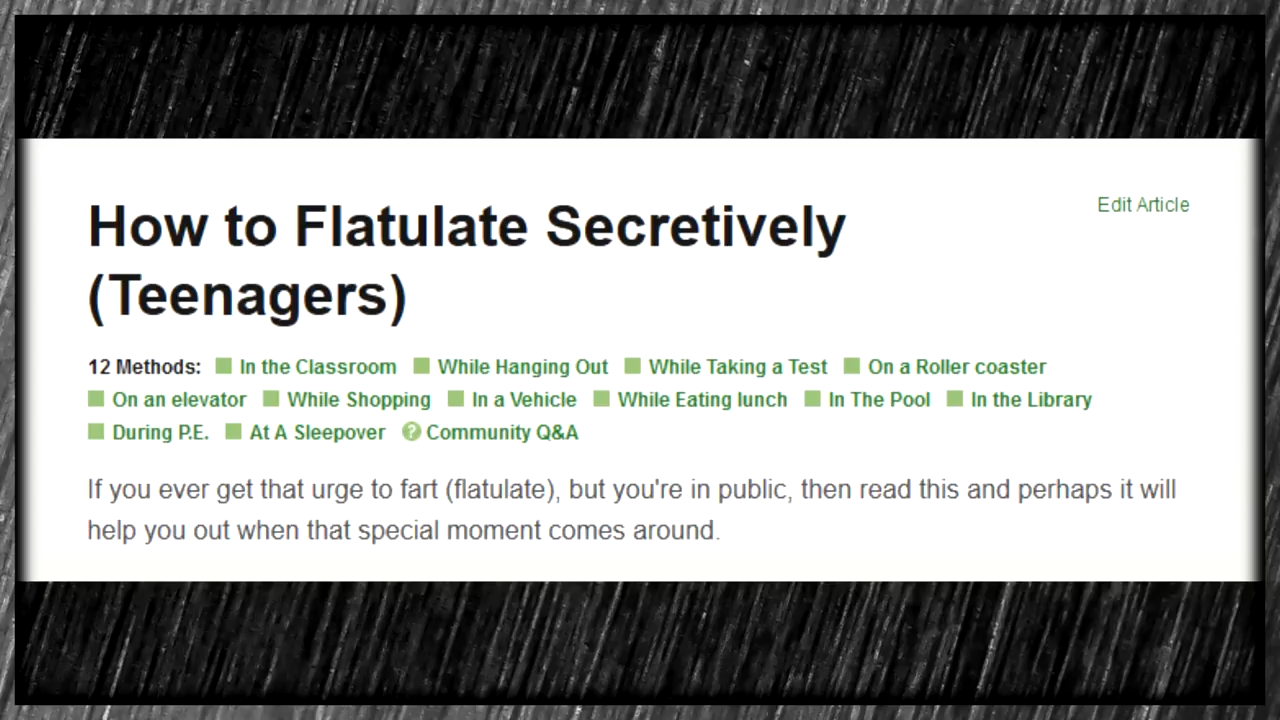 How to Flatulate Secretively
(Teenagers)
Edit Article
12 Methods: In the Classroom While Hanging Out While Taking a Test On a Roller coaster
On an elevator While Shopping In a Vehicle While Eating lunch In The Pool In the Library
During P.E. At A Sleepover ? Community Q&A
If you ever get that urge to fart (flatulate), but you're in public, then read this and perhaps it will
help you out when that special moment comes around.